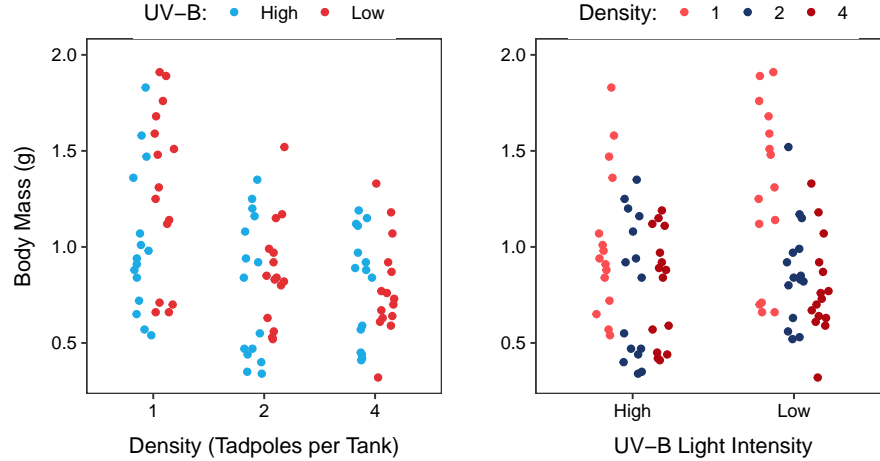 UV−B: High Low
2.0
1.5
1.0
0.5
Body Mass (g)
1 2 4
Density (Tadpoles per Tank)
Density: 1 2 4
2.0
1.5
1.0
0.5
High Low
UV−B Light Intensity